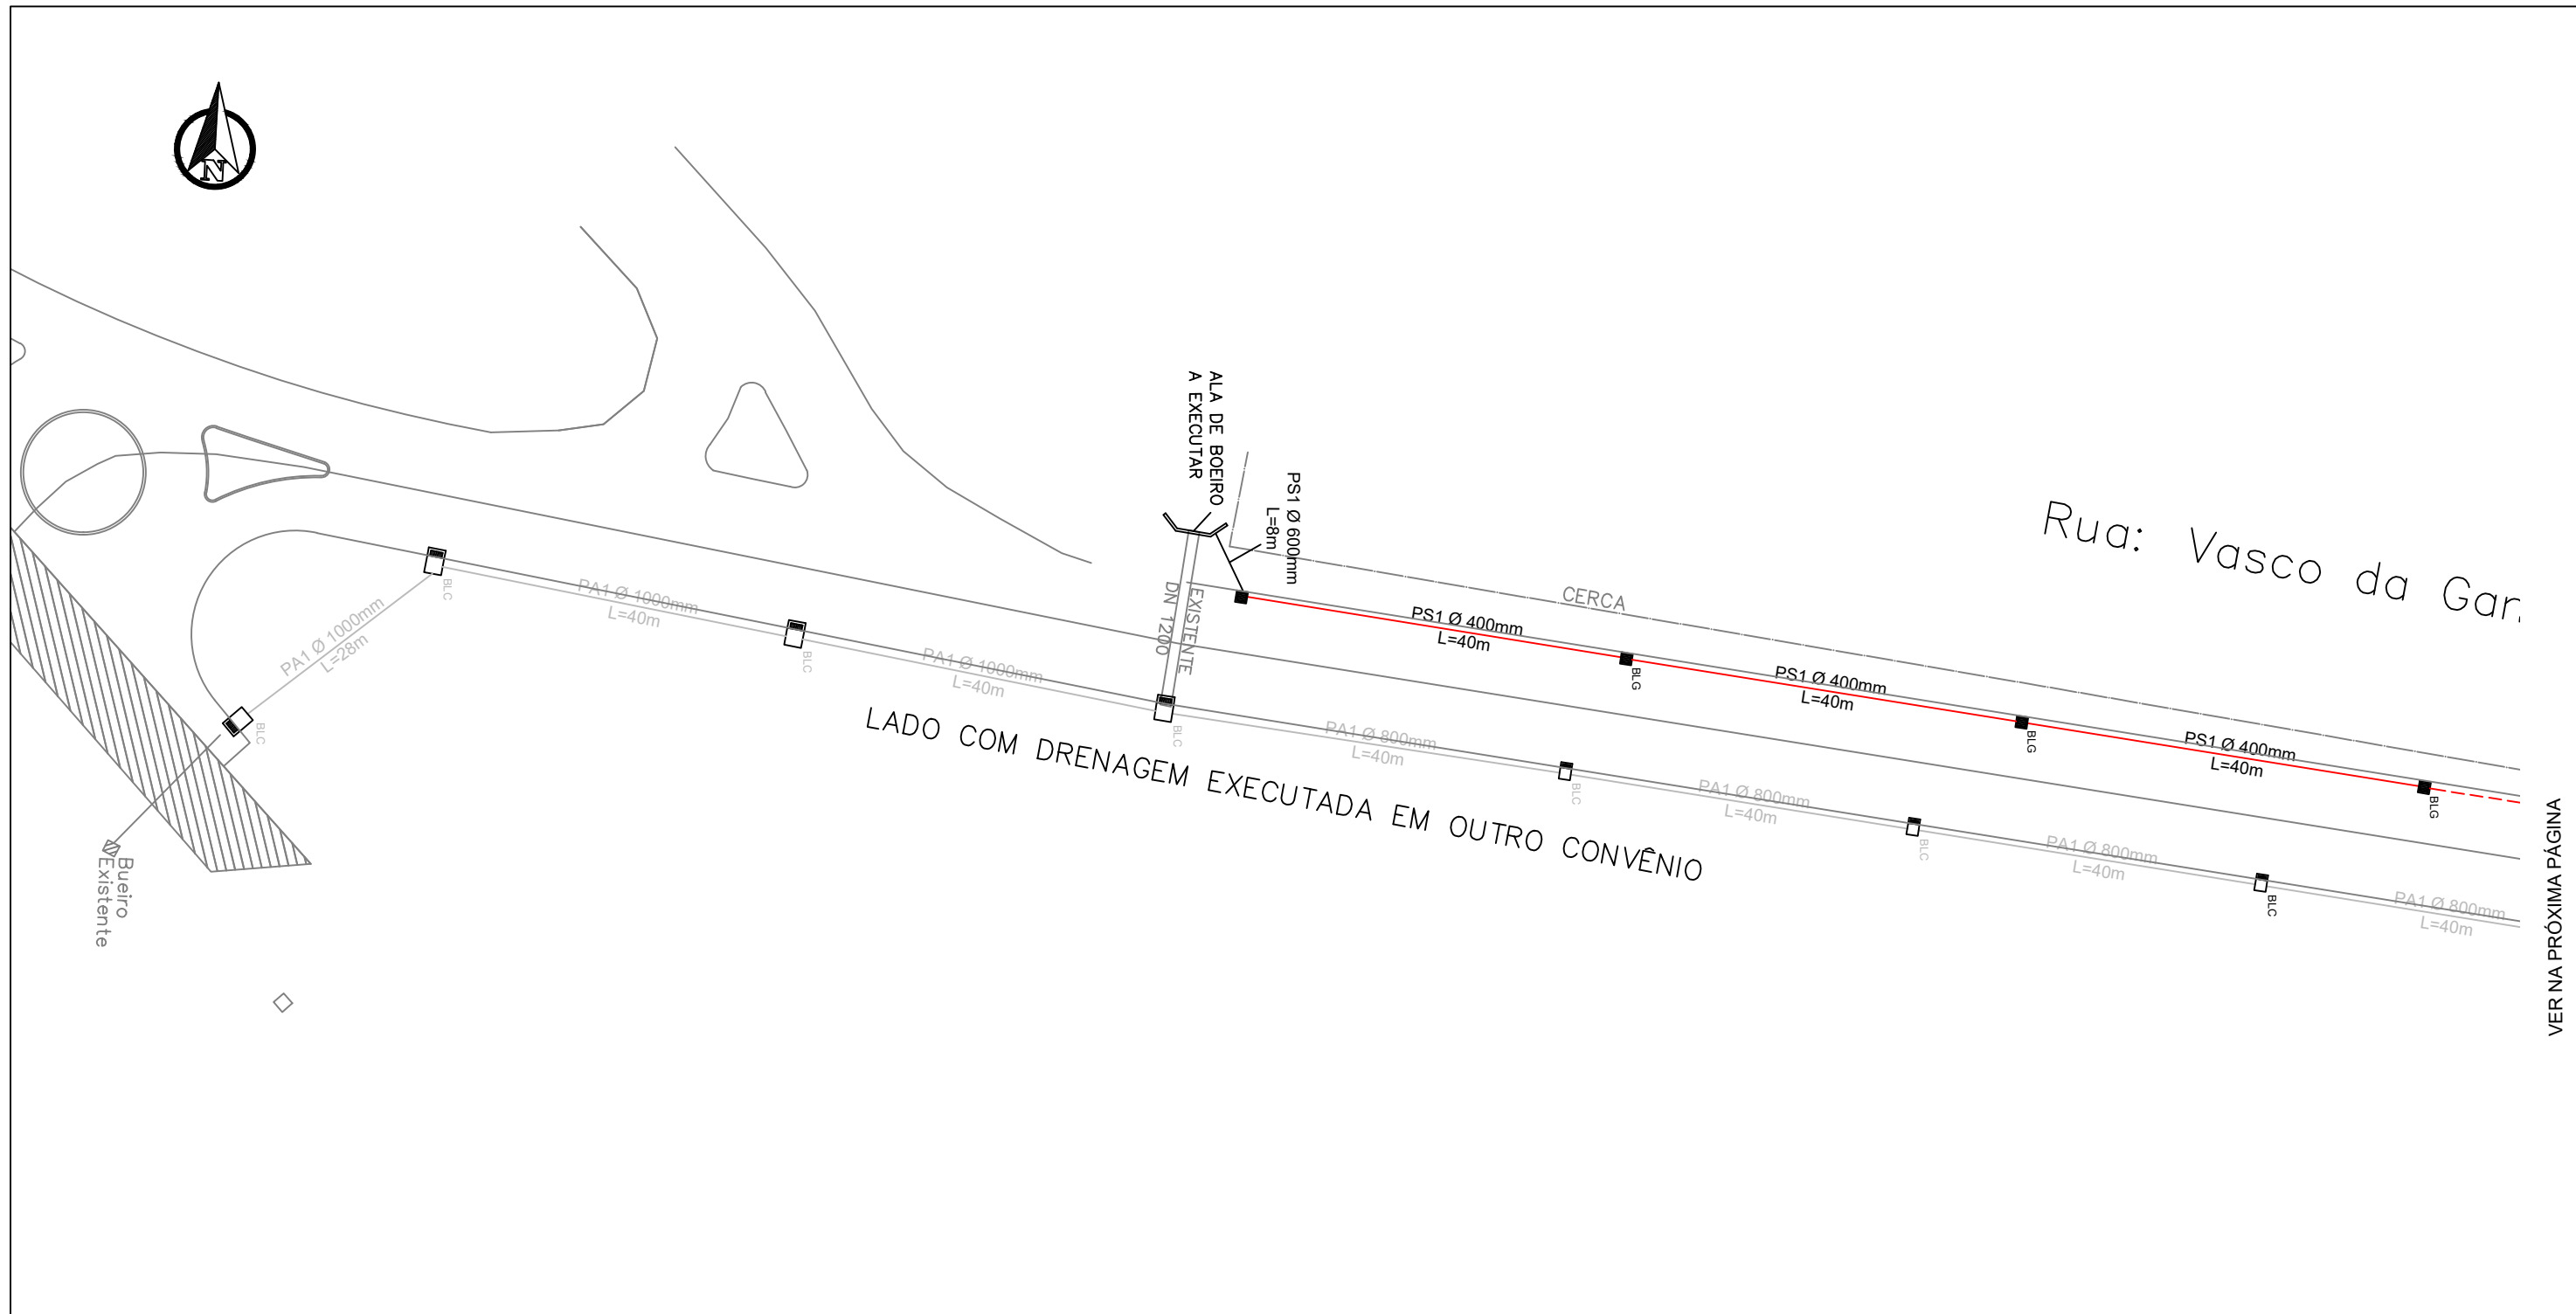 N
ALA DE BOEIRO
A EXECUTAR
PS1 Ø 600mm
L=8m
Rua: Vasco da Gam
CERCA
EXISTENTE
DN 1200
PS1 Ø 400mm
L=40m
BLG
PS1 Ø 400mm
L=40m
BLG
PS1 Ø 400mm
L=40m
BLG
BLC
PA1 Ø 1000mm
L=28m
BLC
PA1 Ø 1000mm
L=40m
BLC
PA1 Ø 1000mm
L=40m
BLC
PA1 Ø 800mm
L=40m
BLC
PA1 Ø 800mm
L=40m
BLC
PA1 Ø 800mm
L=40m
BLC
PA1 Ø 800mm
L=40m
LADO COM DRENAGEM EXECUTADA EM OUTRO CONVÊNIO
Bueiro
Existente
VER NA PRÓXIMA PÁGINA